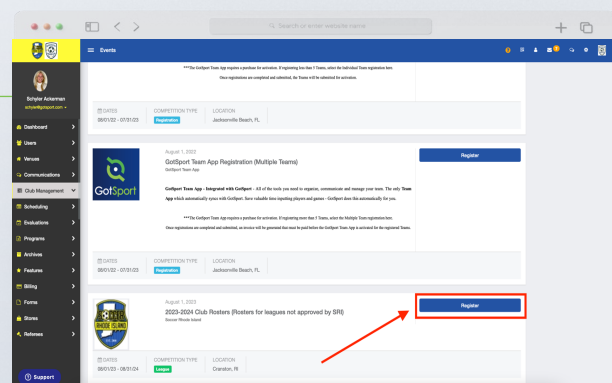 Search or enter website name
Events
Schyler Ackerman
schyler@gotsport.com
Dashboard
Users
Venues
Communications
Club Management
Scheduling
Evaluations
Programs
Archives
Features
Billing
Forms
Stores
Referees
Support
***The GotSport Team App requires a purchase for activation. If registering less than 5 Teams, select the Individual Team registration here.
Once registrations are completed and submitted, the Teams will be submitted for activation.
DATES
08/01/22 - 07/31/23
COMPETITION TYPE
Registration
LOCATION
Jacksonville Beach, FL
GotSport
August 1, 2022
GotSport Team App Registration (Multiple Teams)
GotSport Team App
Register
GotSport Team App - Integrated with GotSport - All of the tools you need to organize, communicate and manage your team. The only Team
App which automatically syncs with GotSport. Save valuable time inputting players and games - GotSport does this automatically for you.
***The GotSport Team App requires a purchase for activation. If registering more than 5 Teams, select the Multiple Team registration here.
Once registrations are completed and submitted, an invoice will be generated that must be paid before the GotSport Team App is activated for the registered Teams.
DATES
08/01/22 - 07/31/23
COMPETITION TYPE
Registration
LOCATION
Jacksonville Beach, FL
SOCCER
RHODE ISLAND
August 1, 2023
2023-2024 Club Rosters (Rosters for leagues not approved by SRI)
Soccer Rhode Island
Register
DATES
08/01/23 - 08/31/24
COMPETITION TYPE
League
LOCATION
Cranston, RI